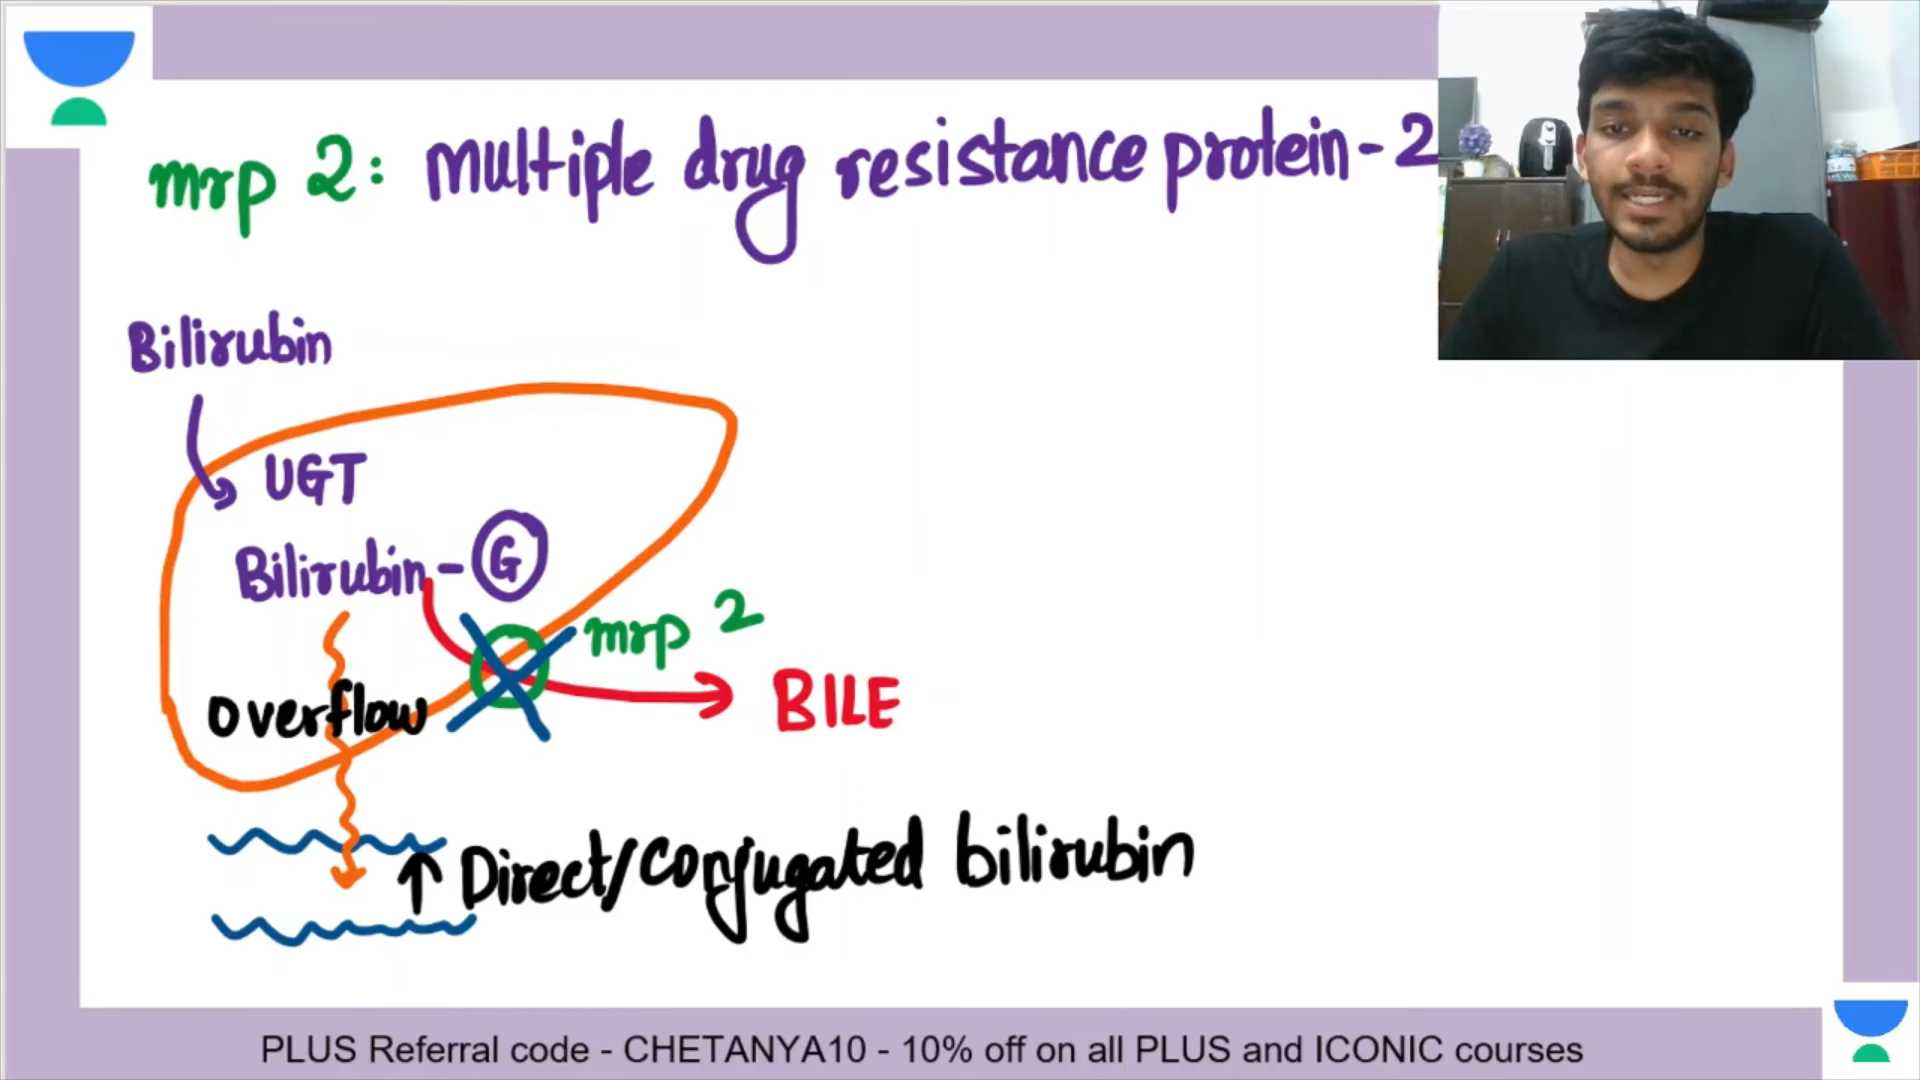 mrp 2: multiple drug resistance protein-2
Bilirubin
UGT
Bilirubin-G
mrp 2
BILE
overflow
↑ Direct/conjugated bilirubin
PLUS Referral code - CHETANYA10 - 10% off on all PLUS and ICONIC courses